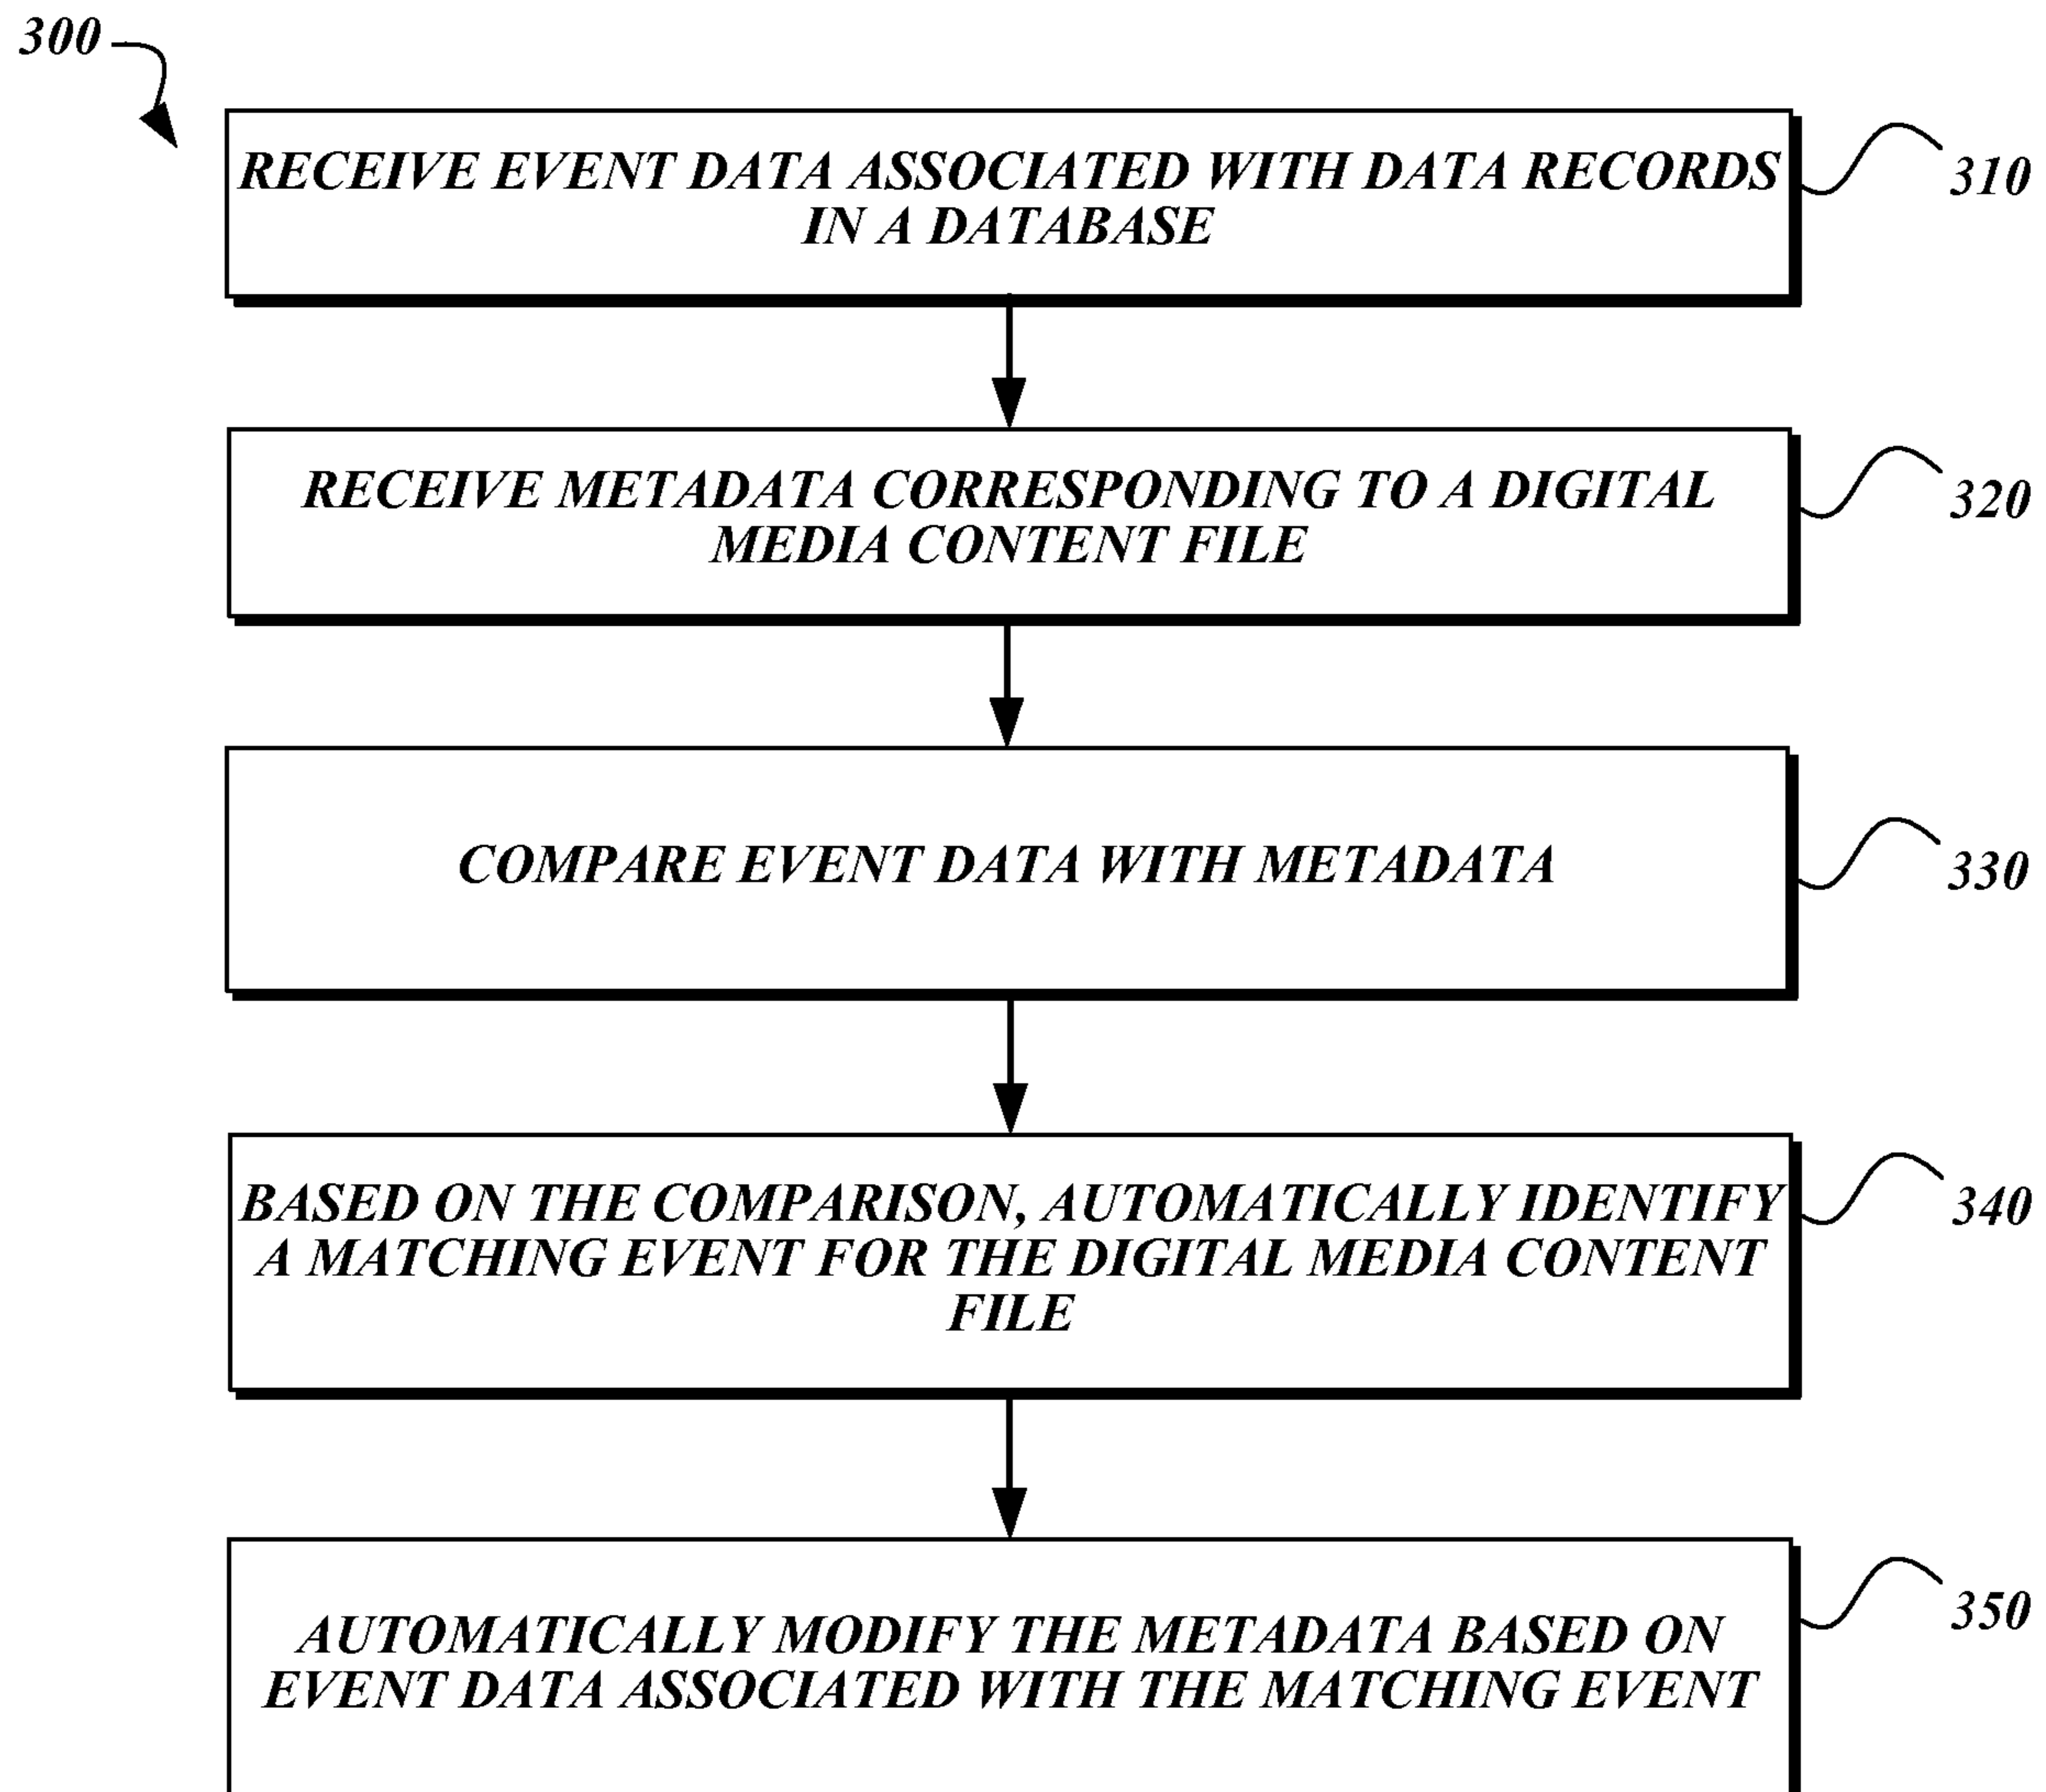 300
RECEIVE EVENT DATA ASSOCIATED WITH DATA RECORDS
IN A DATABASE
310
RECEIVE METADATA CORRESPONDING TO A DIGITAL
MEDIA CONTENT FILE
320
COMPARE EVENT DATA WITH METADATA
330
BASED ON THE COMPARISON, AUTOMATICALLY IDENTIFY
A MATCHING EVENT FOR THE DIGITAL MEDIA CONTENT
FILE
340
AUTOMATICALLY MODIFY THE METADATA BASED ON
EVENT DATA ASSOCIATED WITH THE MATCHING EVENT
350